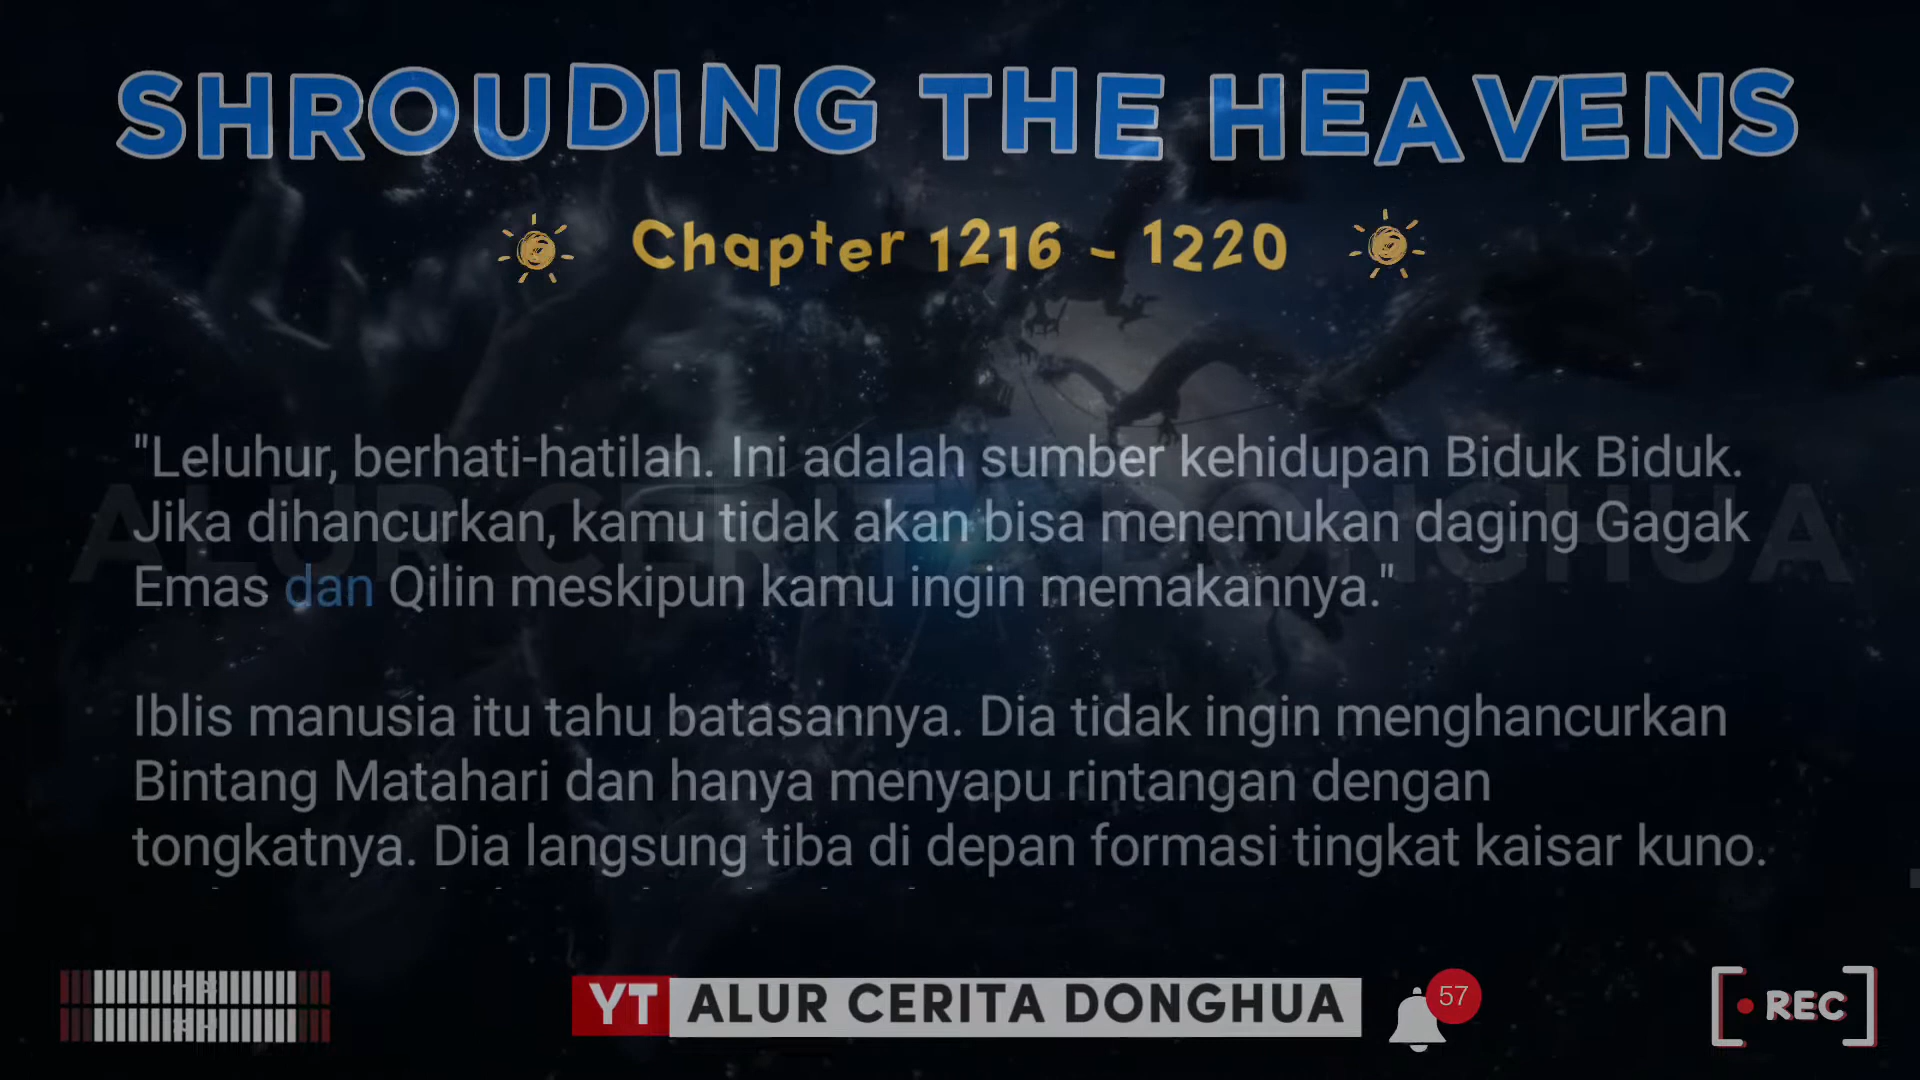 SHROUDING THE HEAVENS
Chapter 1216 - 1220
"Leluhur, berhati-hatilah. Ini adalah sumber kehidupan Biduk Biduk.
Jika dihancurkan, kamu tidak akan bisa menemukan daging Gagak
Emas dan Qilin meskipun kamu ingin memakannya."
ALUR CERITA DONGHUA
Iblis manusia itu tahu batasannya. Dia tidak ingin menghancurkan
Bintang Matahari dan hanya menyapu rintangan dengan
tongkatnya. Dia langsung tiba di depan formasi tingkat kaisar kuno.
YT ALUR CERITA DONGHUA
57
REC